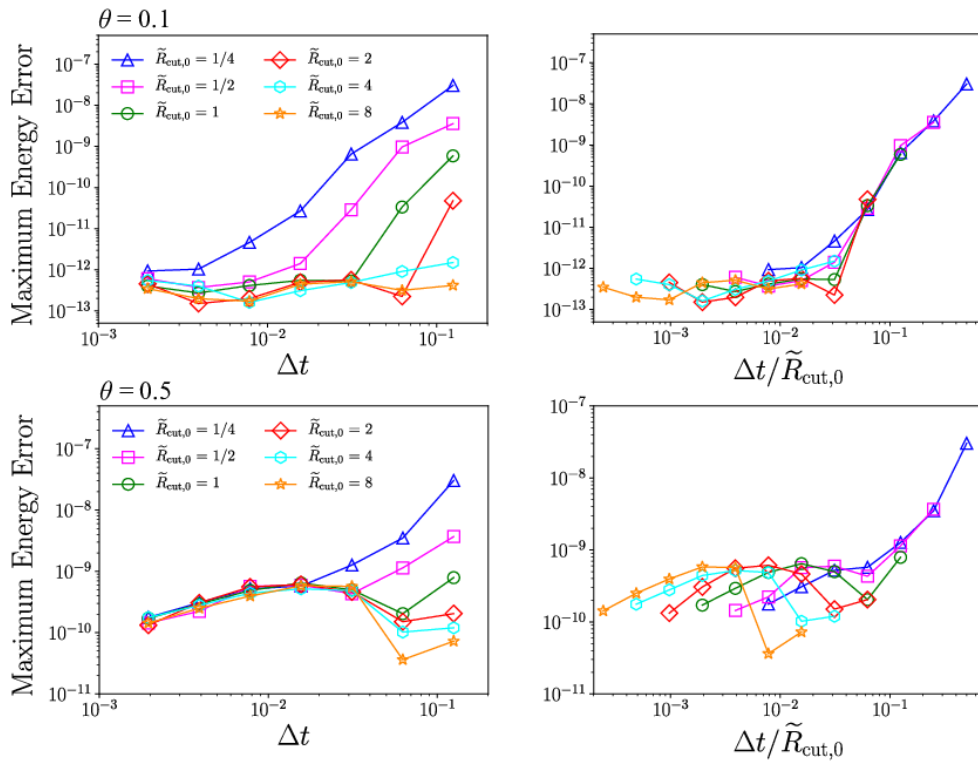 θ = 0.1
Maximum Energy Error
10⁻⁷
10⁻⁸
10⁻⁹
10⁻¹⁰
10⁻¹¹
10⁻¹²
10⁻¹³
R̃cut,0 = 1/4
R̃cut,0 = 1/2
R̃cut,0 = 1
R̃cut,0 = 2
R̃cut,0 = 4
R̃cut,0 = 8
10⁻³
10⁻²
10⁻¹
Δt
10⁻⁷
10⁻⁸
10⁻⁹
10⁻¹⁰
10⁻¹¹
10⁻¹²
10⁻¹³
10⁻³
10⁻²
10⁻¹
Δt/R̃cut,0
θ = 0.5
Maximum Energy Error
10⁻⁷
10⁻⁸
10⁻⁹
10⁻¹⁰
10⁻¹¹
R̃cut,0 = 1/4
R̃cut,0 = 1/2
R̃cut,0 = 1
R̃cut,0 = 2
R̃cut,0 = 4
R̃cut,0 = 8
10⁻³
10⁻²
10⁻¹
Δt
10⁻⁷
10⁻⁸
10⁻⁹
10⁻¹⁰
10⁻¹¹
10⁻³
10⁻²
10⁻¹
Δt/R̃cut,0